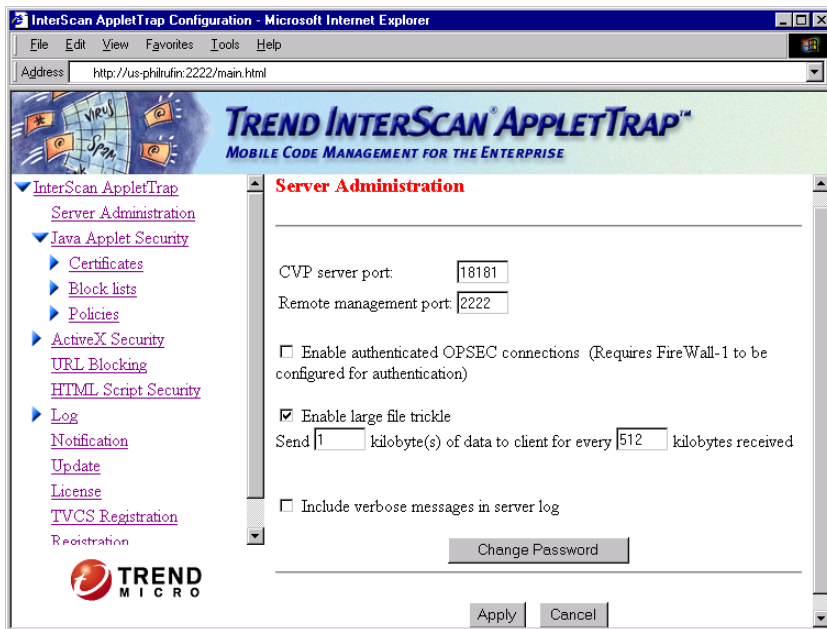 InterScan AppletTrap Configuration - Microsoft Internet Explorer
File Edit View Favorites Tools Help
Address http://us-philrufin:2222/main.html
VIRUS
Spam
TREND INTERSCAN® APPLETTRAP™
MOBILE CODE MANAGEMENT FOR THE ENTERPRISE
InterScan AppletTrap
Server Administration
Java Applet Security
Certificates
Block lists
Policies
ActiveX Security
URL Blocking
HTML Script Security
Log
Notification
Update
License
TVCS Registration
Registration
TREND
MICRO
Server Administration
CVP server port: 18181
Remote management port: 2222
Enable authenticated OPSEC connections (Requires FireWall-1 to be
configured for authentication)
Enable large file trickle
Send 1 kilobyte(s) of data to client for every 512 kilobytes received
Include verbose messages in server log
Change Password
Apply Cancel